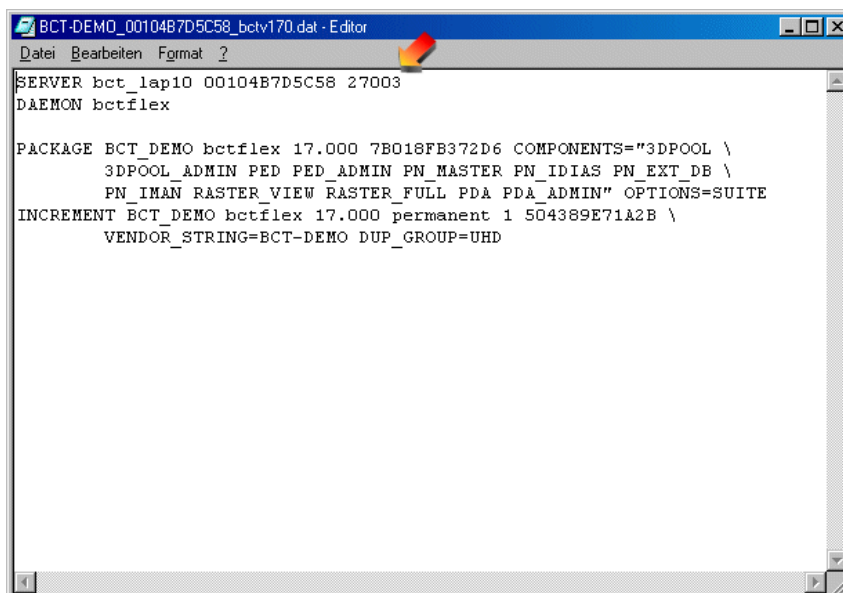 BCT-DEMO_00104B7D5C58_bctv170.dat - Editor
Datei Bearbeiten Format ?
SERVER bct_lap10 00104B7D5C58 27003
DAEMON bctflex
PACKAGE BCT_DEMO bctflex 17.000 7B018FB372D6 COMPONENTS="3DPOOL \
3DPOOL_ADMIN PED PED_ADMIN PN_MASTER PN_IDIAS PN_EXT_DB \
PN_IMAN RASTER_VIEW RASTER_FULL PDA PDA_ADMIN" OPTIONS=SUITE
INCREMENT BCT_DEMO bctflex 17.000 permanent 1 504389E71A2B \
VENDOR_STRING=BCT-DEMO DUP_GROUP=UHD